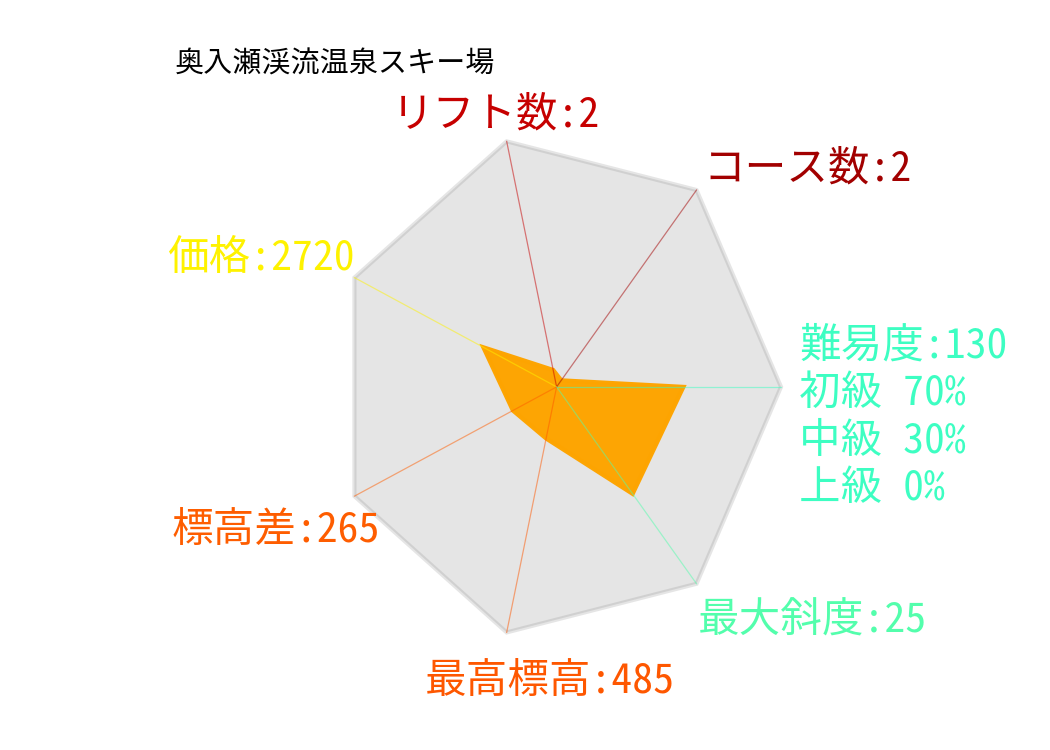 奥入瀬渓流温泉スキー場
リフト数:2
コース数:2
価格:2720
難易度:130
初級 70%
中級 30%
上級 0%
標高差:265
最大斜度:25
最高標高:485